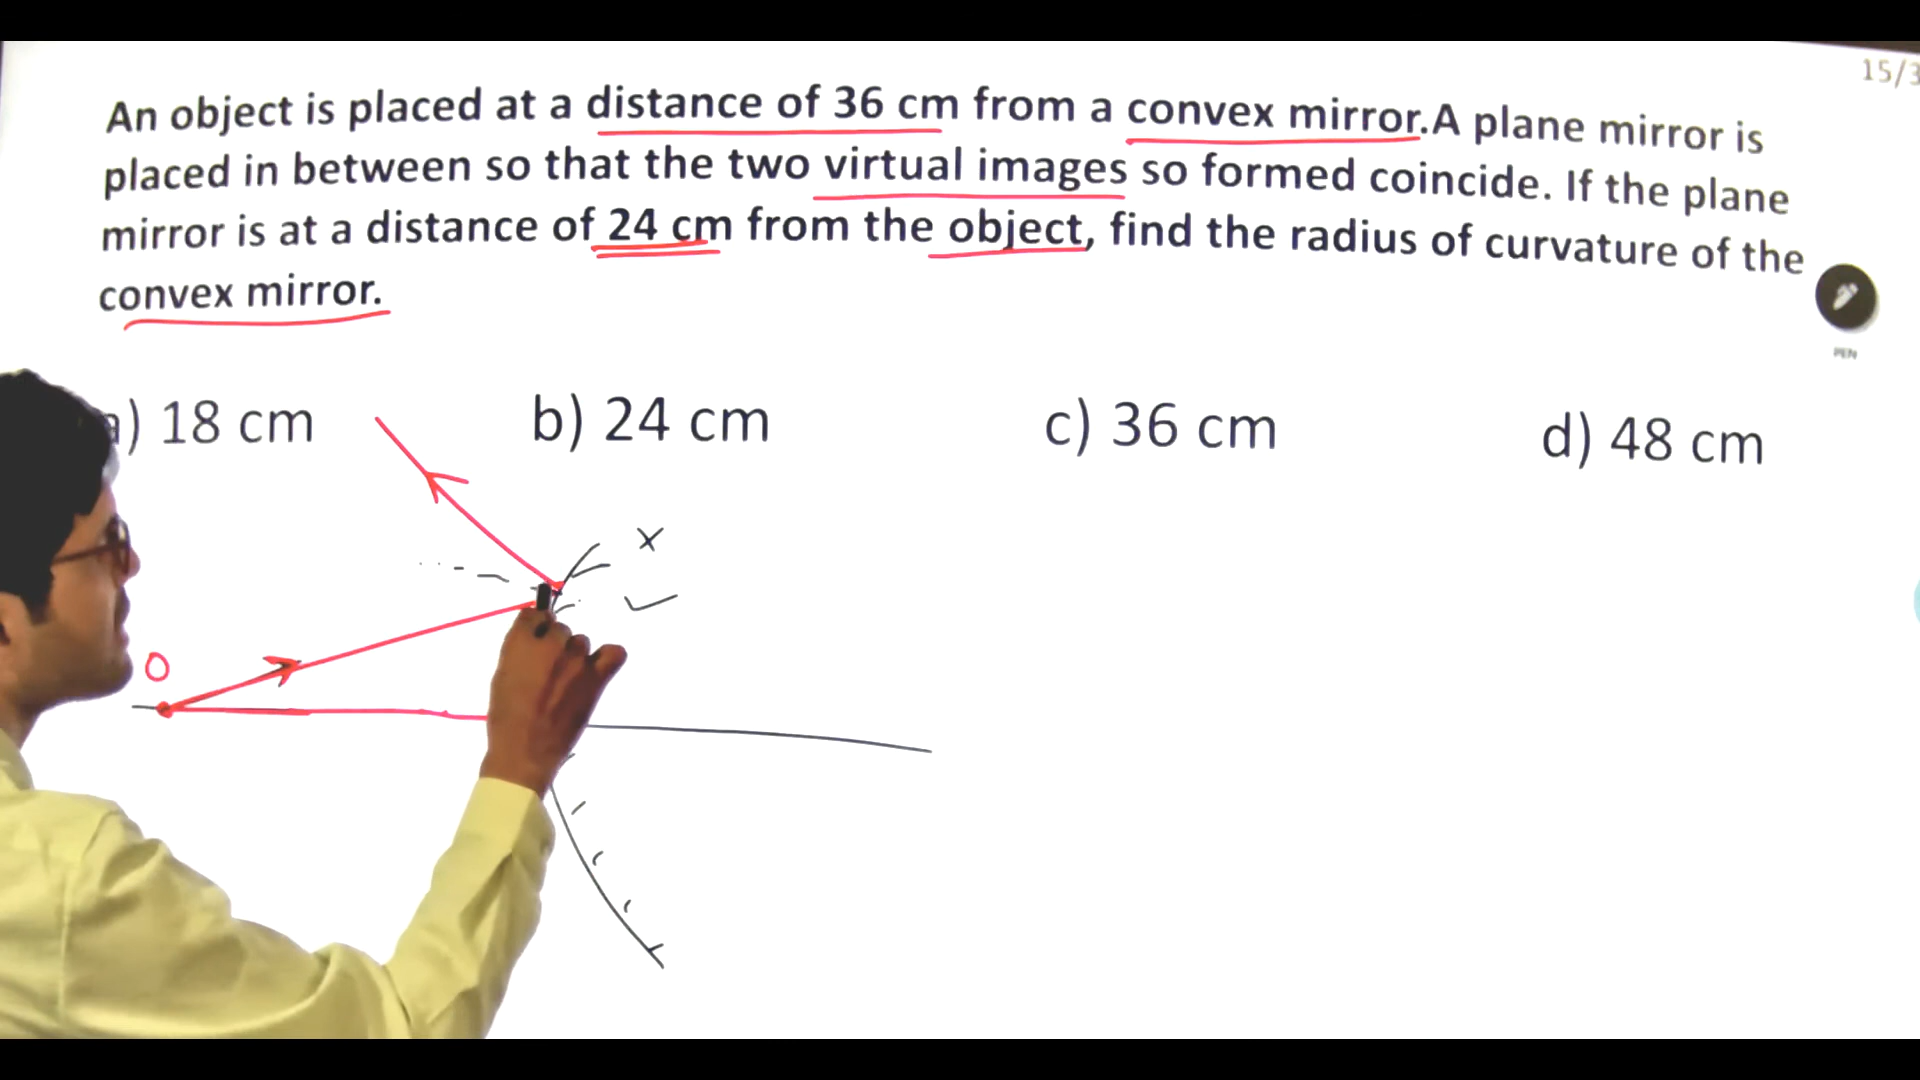 15/3
An object is placed at a distance of 36 cm from a convex mirror.A plane mirror is
placed in between so that the two virtual images so formed coincide. If the plane
mirror is at a distance of 24 cm from the object, find the radius of curvature of the
convex mirror.
PEN
a) 18 cm b) 24 cm c) 36 cm d) 48 cm
O